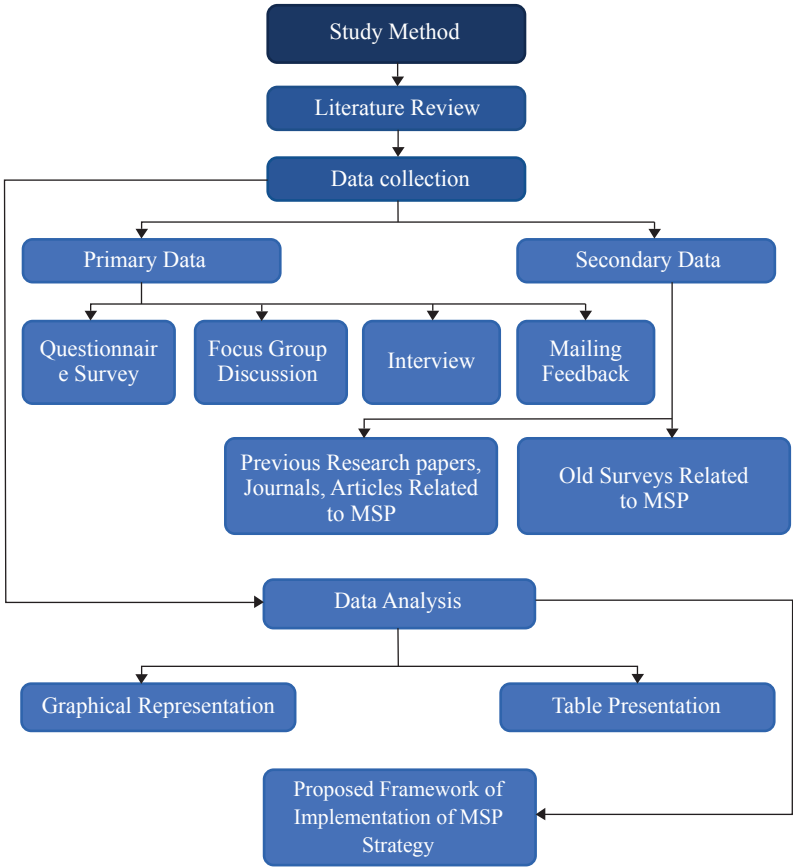 Study Method
Literature Review
Data collection
Primary Data
Secondary Data
Questionnair
e Survey
Focus Group
Discussion
Interview
Mailing
Feedback
Previous Research papers,
Journals, Articles Related
to MSP
Old Surveys Related
to MSP
Data Analysis
Graphical Representation
Table Presentation
Proposed Framework of
Implementation of MSP
Strategy